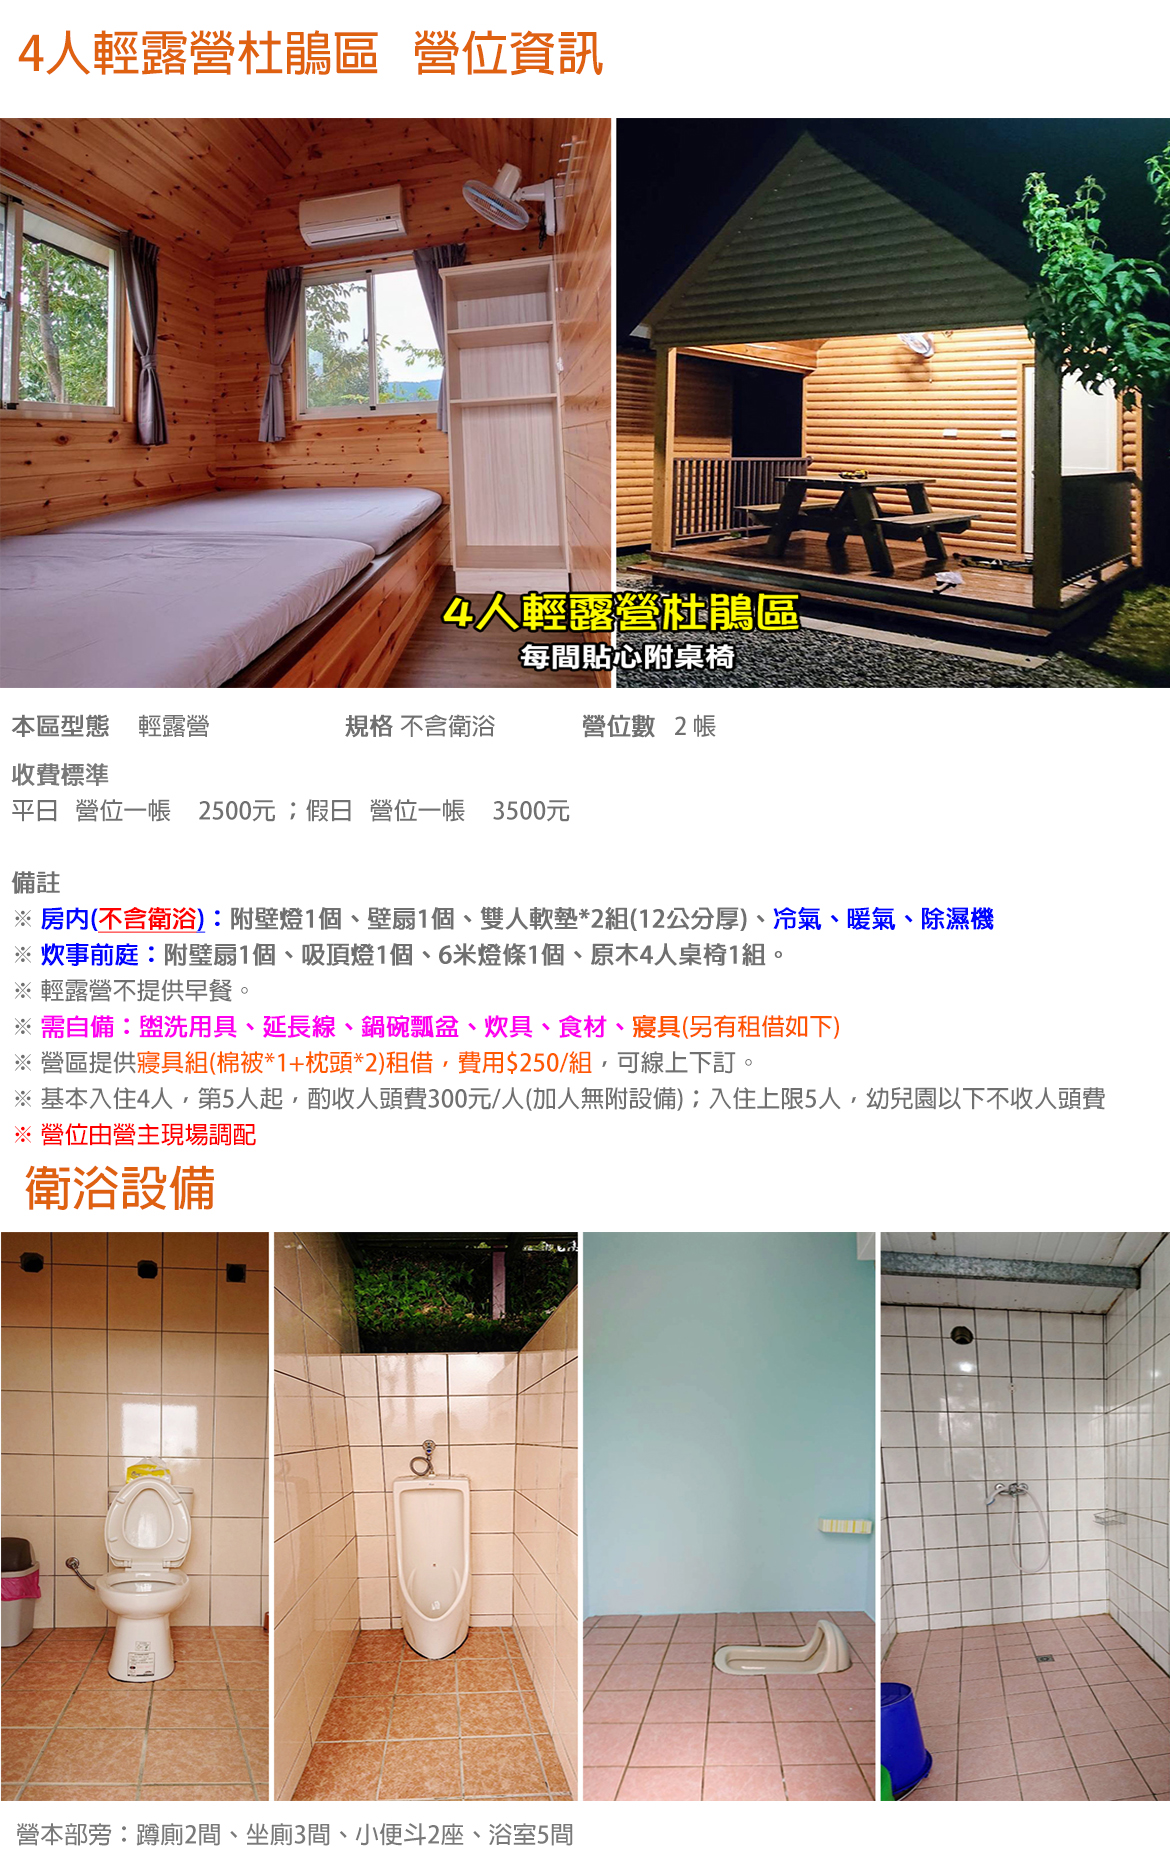 4人輕露營杜鵑區 營位資訊
4人輕露營杜鵑區
每間貼心附桌椅
本區型態 輕露營 規格 不含衛浴 營位數 2 帳
收費標準
平日 營位一帳 2500元 ；假日 營位一帳 3500元
備註
※ 房內(不含衛浴)：附壁燈1個、壁扇1個、雙人軟墊*2組(12公分厚)、冷氣、暖氣、除濕機
※ 炊事前庭：附璧扇1個、吸頂燈1個、6米燈條1個、原木4人桌椅1組。
※ 輕露營不提供早餐。
※ 需自備：盥洗用具、延長線、鍋碗瓢盆、炊具、食材、寢具(另有租借如下)
※ 營區提供寢具組(棉被*1+枕頭*2)租借，費用$250/組，可線上下訂。
※ 基本入住4人，第5人起，酌收人頭費300元/人(加人無附設備)；入住上限5人，幼兒園以下不收人頭費
※ 營位由營主現場調配
衛浴設備
營本部旁：蹲廁2間、坐廁3間、小便斗2座、浴室5間